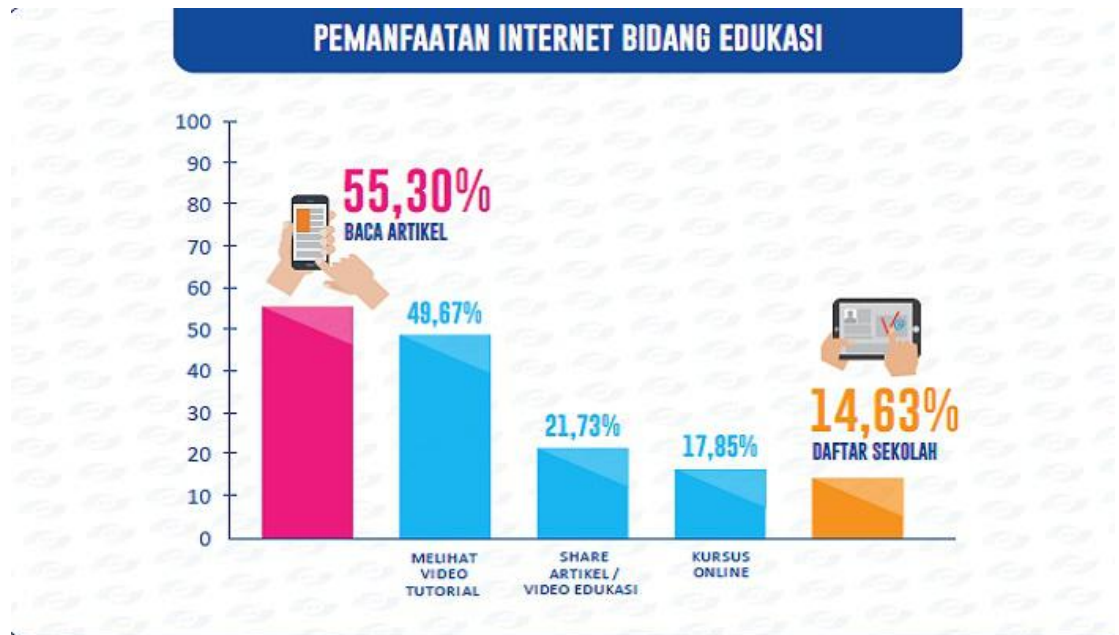 PEMANFAATAN INTERNET BIDANG EDUKASI
100
90
80
70
60
50
40
30
20
10
0
55,30%
BACA ARTIKEL
49,67%
21,73%
17,85%
14,63%
DAFTAR SEKOLAH
MELIHAT
VIDEO
TUTORIAL
SHARE
ARTIKEL /
VIDEO EDUKASI
KURSUS
ONLINE